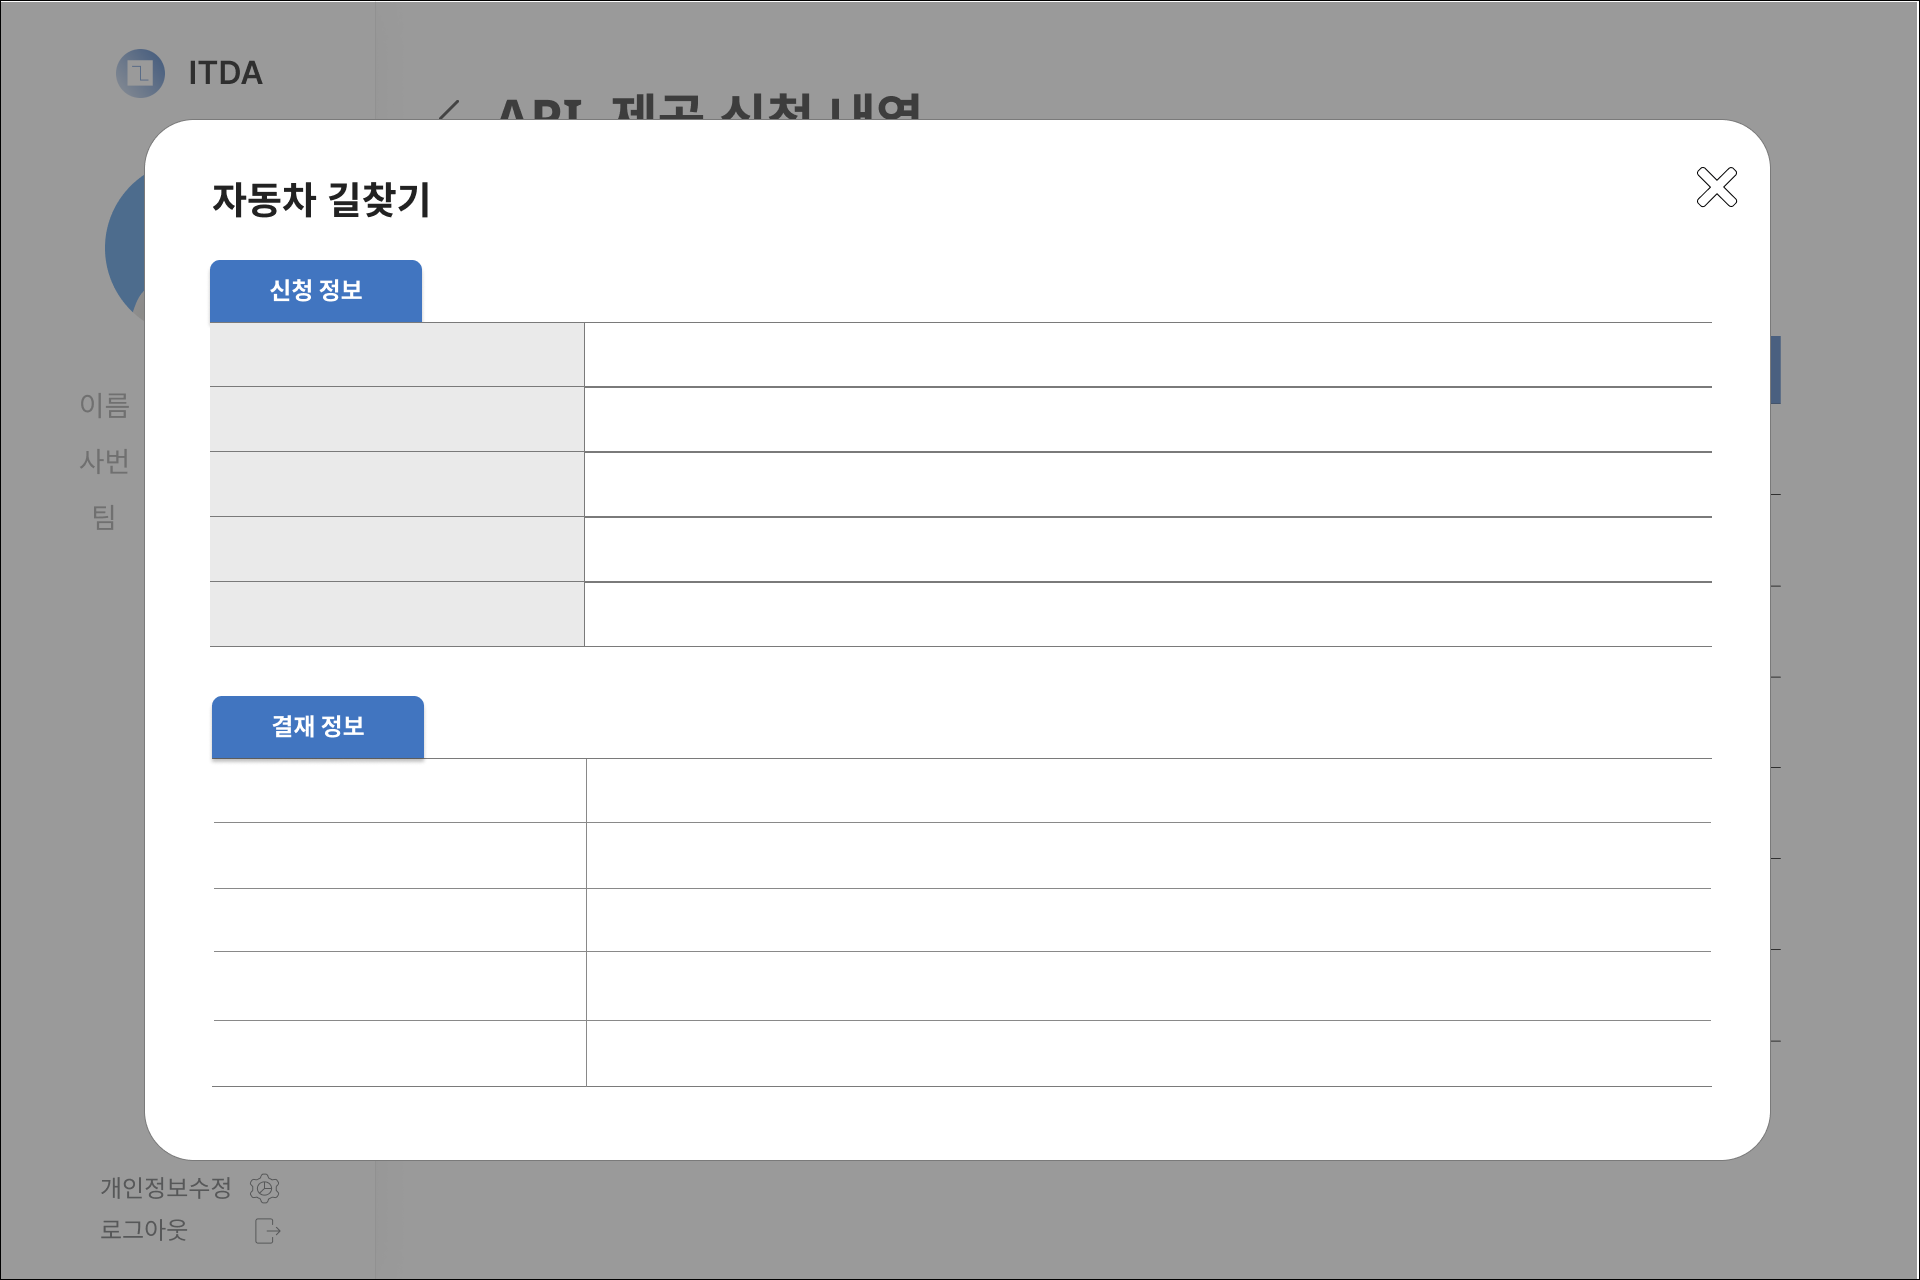 ITDA
API 제공 신청 내역
자동차 길찾기
신청 정보
이름
사번
팀
결재 정보
개인정보수정
로그아웃